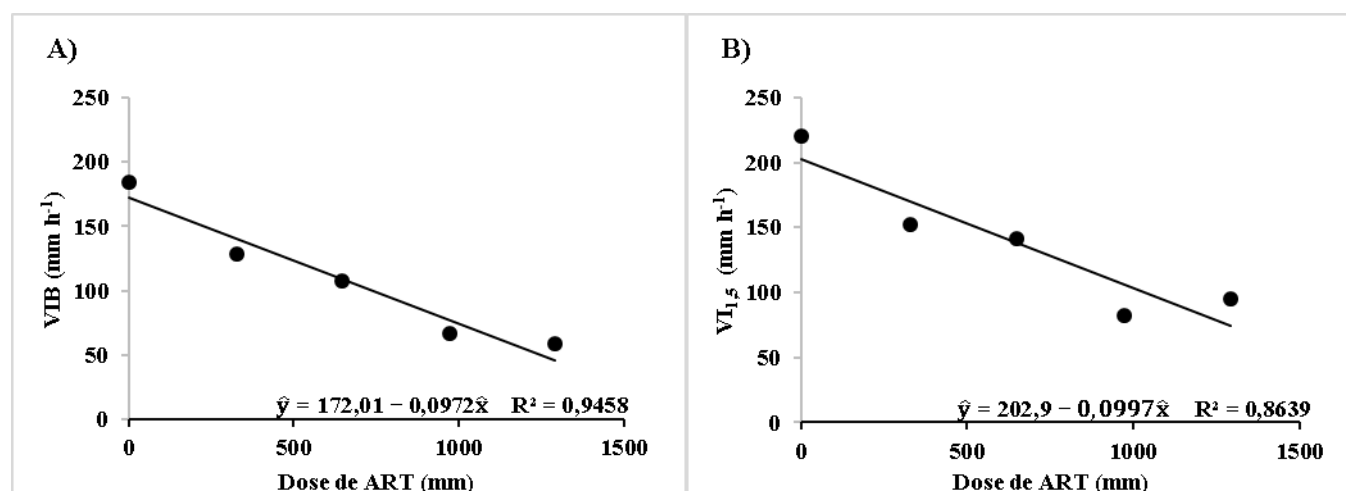 A)
250
200
150
100
50
0
VIB (mm h⁻¹)
ŷ = 172,01 − 0,0972x̂ R² = 0,9458
0 500 1000 1500
Dose de ART (mm)
B)
250
200
150
100
50
0
VI₁,₅ (mm h⁻¹)
ŷ = 202,9 − 0,0997x̂ R² = 0,8639
0 500 1000 1500
Dose de ART (mm)